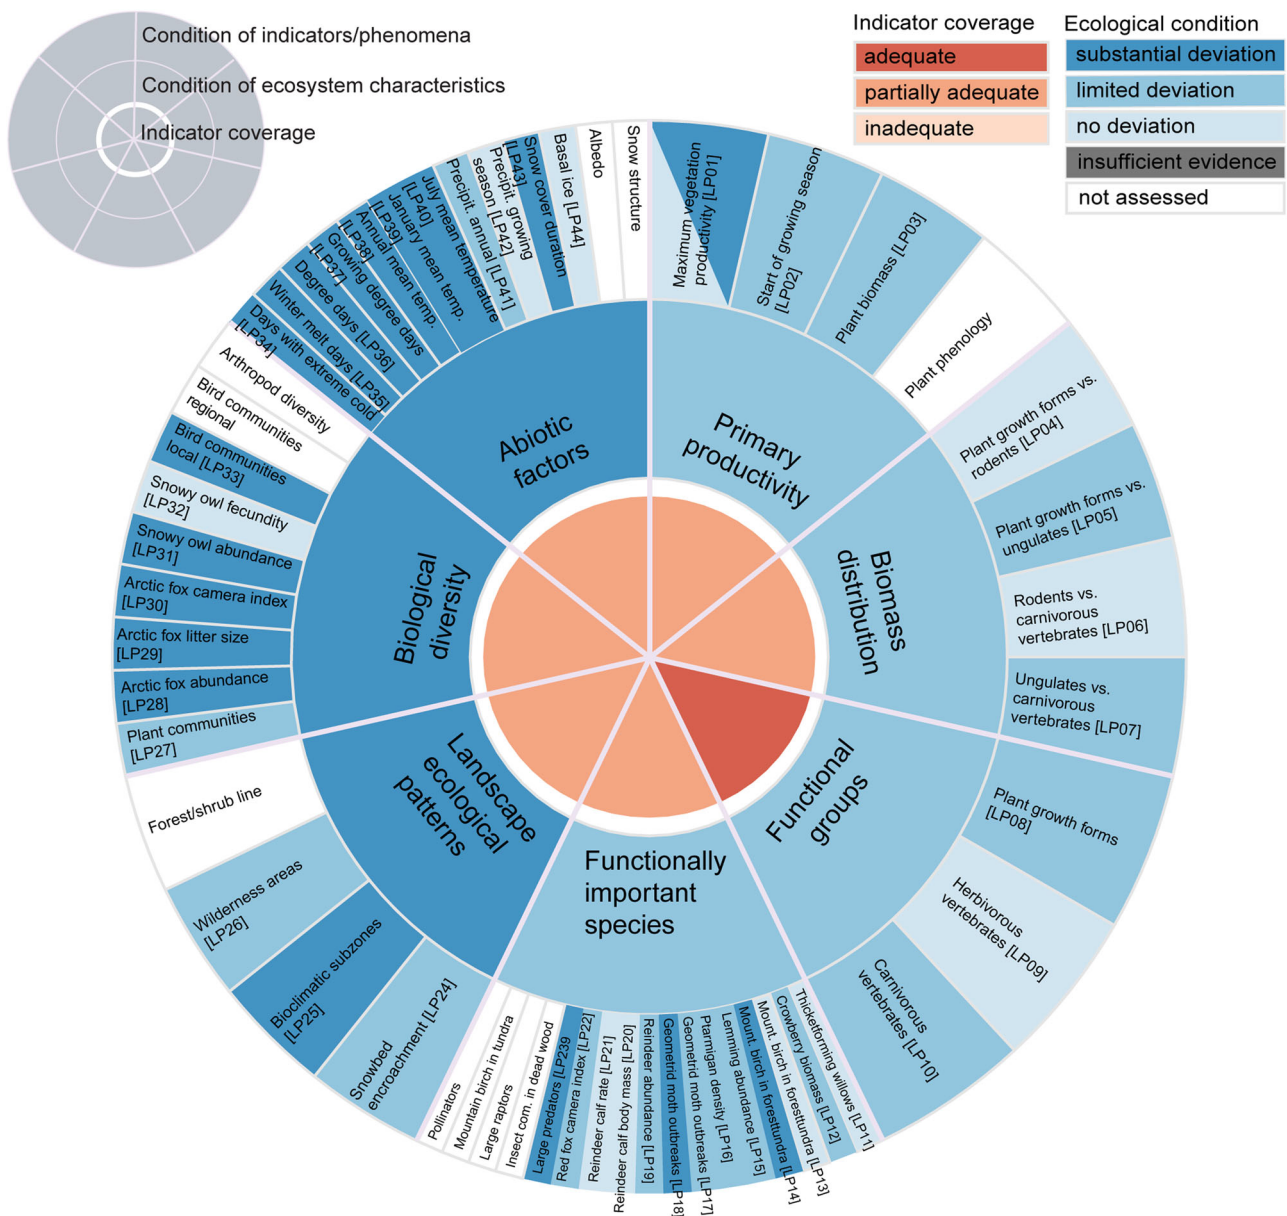 Condition of indicators/phenomena
Condition of ecosystem characteristics
Indicator coverage
Indicator coverage
adequate
partially adequate
inadequate
Ecological condition
substantial deviation
limited deviation
no deviation
insufficient evidence
not assessed
Maximum vegetation
productivity [LP01]
Start of growing season
[LP02]
Plant biomass [LP03]
Plant phenology
Plant growth forms vs.
rodents [LP04]
Plant growth forms vs.
ungulates [LP05]
Rodents vs.
carnivorous
vertebrates [LP06]
Ungulates vs.
carnivorous
vertebrates [LP07]
Plant growth forms
[LP08]
Herbivorous
vertebrates [LP09]
Carnivorous
vertebrates [LP10]
Thicketforming willows [LP11]
Crowberry biomass [LP12]
Mount. birch in foresttundra [LP13]
Mount. birch in foresttundra [LP14]
Lemming abundance [LP15]
Ptarmigan density [LP16]
Geometrid moth outbreaks [LP17]
Geometrid moth outbreaks [LP18]
Reindeer abundance [LP19]
Reindeer calf body mass [LP20]
Reindeer calf rate [LP21]
Red fox camera index [LP22]
Large predators [LP239
Insect com. in dead wood
Large raptors
Mountain birch in tundra
Pollinators
Snowbed
encroachment [LP24]
Bioclimatic subzones
[LP25]
Wilderness areas
[LP26]
Forest/shrub line
Plant communities
[LP27]
Arctic fox abundance
[LP28]
Arctic fox litter size
[LP29]
Arctic fox camera index
[LP30]
Snowy owl abundance
[LP31]
Snowy owl fecundity
[LP32]
Bird communities
local [LP33]
Bird communities
regional
Arthropod diversity
Days with extreme cold
[LP34]
Winter melt days [LP35]
Degree days [LP36]
Growing degree days
[LP37]
Annual mean temp.
[LP38]
January mean temp.
[LP39]
July mean temperature
[LP40]
Precipit. annual [LP41]
Precipit. growing
season [LP42]
Snow cover duration
[LP43]
Basal ice [LP44]
Albedo
Snow structure
Abiotic
factors
Primary
productivity
Biomass
distribution
Functional
groups
Functionally
important
species
Landscape
ecological
patterns
Biological
diversity